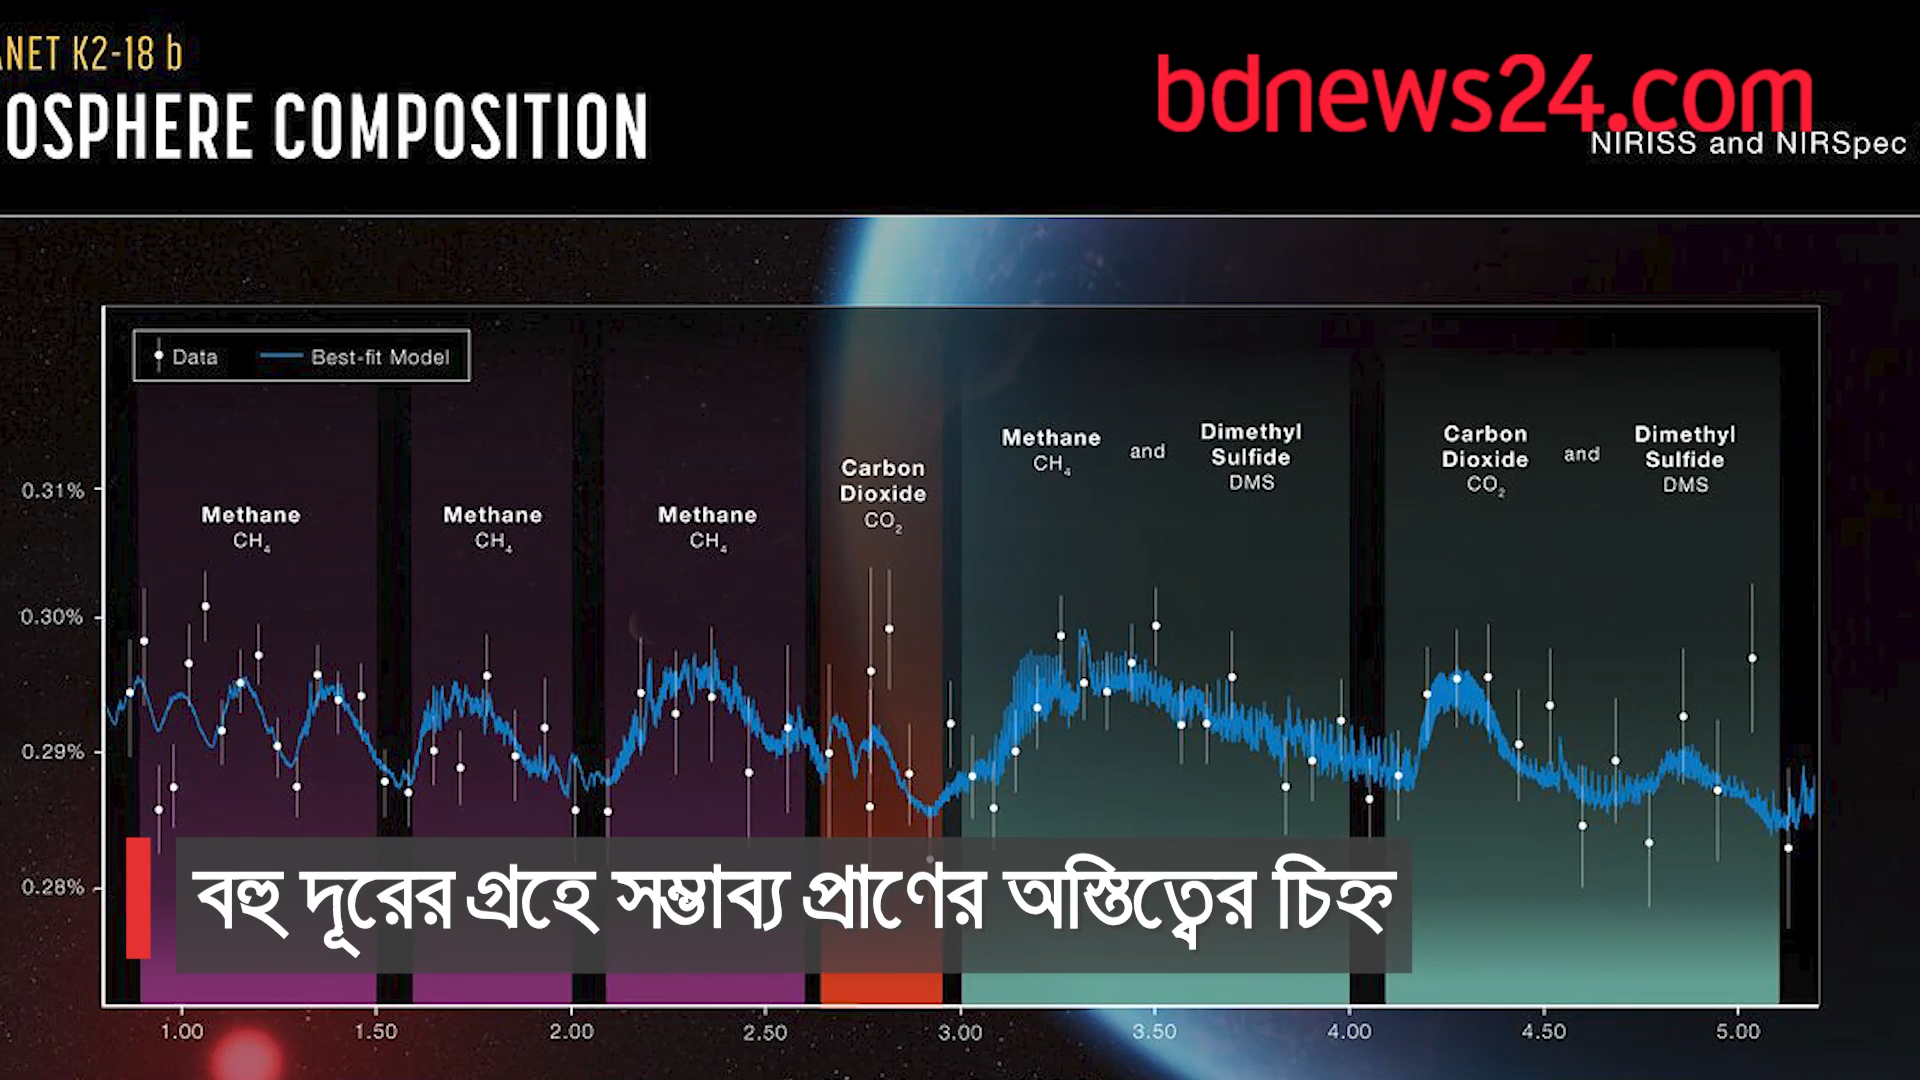 ANET K2-18 b
OSPHERE COMPOSITION
bdnews24.com
NIRISS and NIRSpec
Data Best-fit Model
Methane
CH₄
Methane
CH₄
Methane
CH₄
Carbon
Dioxide
CO₂
Methane
CH₄
and
Dimethyl
Sulfide
DMS
Carbon
Dioxide
CO₂
and
Dimethyl
Sulfide
DMS
0.31%
0.30%
0.29%
0.28%
বহু দূরের গ্রহে সম্ভাব্য প্রাণের অস্তিত্বের চিহ্ন
1.00 1.50 2.00 2.50 3.00 3.50 4.00 4.50 5.00